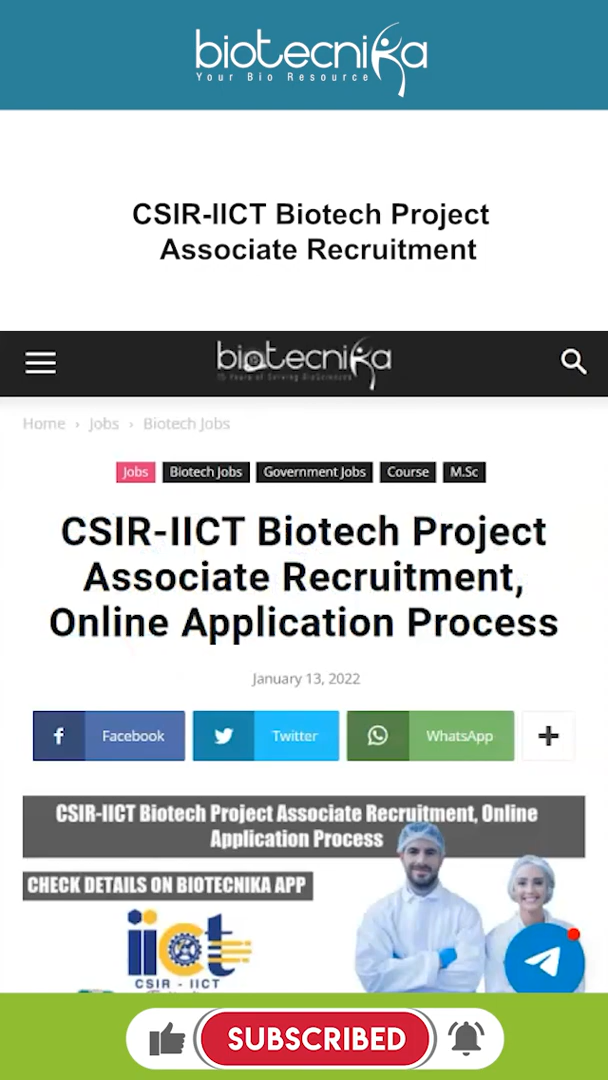 biotecnika
Your Bio Resource
CSIR-IICT Biotech Project
Associate Recruitment
biotecnika
Home › Jobs › Biotech Jobs
Jobs Biotech Jobs Government Jobs Course M.Sc
CSIR-IICT Biotech Project
Associate Recruitment,
Online Application Process
January 13, 2022
Facebook Twitter WhatsApp
CSIR-IICT Biotech Project Associate Recruitment, Online
Application Process
CHECK DETAILS ON BIOTECNIKA APP
iict
CSIR - IICT
SUBSCRIBED